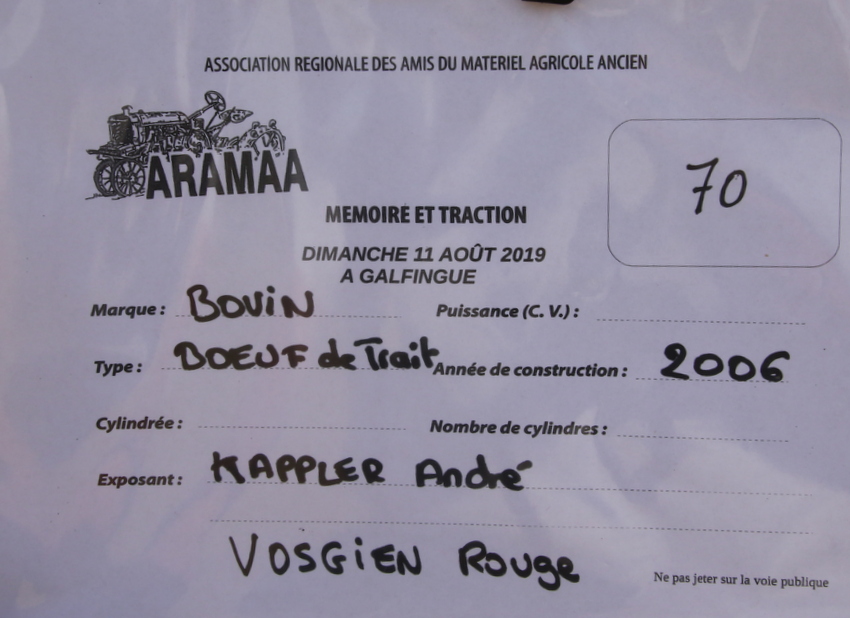 ASSOCIATION REGIONALE DES AMIS DU MATERIEL AGRICOLE ANCIEN
ARAMAA
70
MEMOIRE ET TRACTION
DIMANCHE 11 AOÛT 2019
A GALFINGUE
Marque : BOViN Puissance (C. V.) :
Type : BOEUF de Trait Année de construction : 2006
Cylindrée : Nombre de cylindres :
Exposant : KAPPLER André
VOSGiEN Rouge
Ne pas jeter sur la voie publique